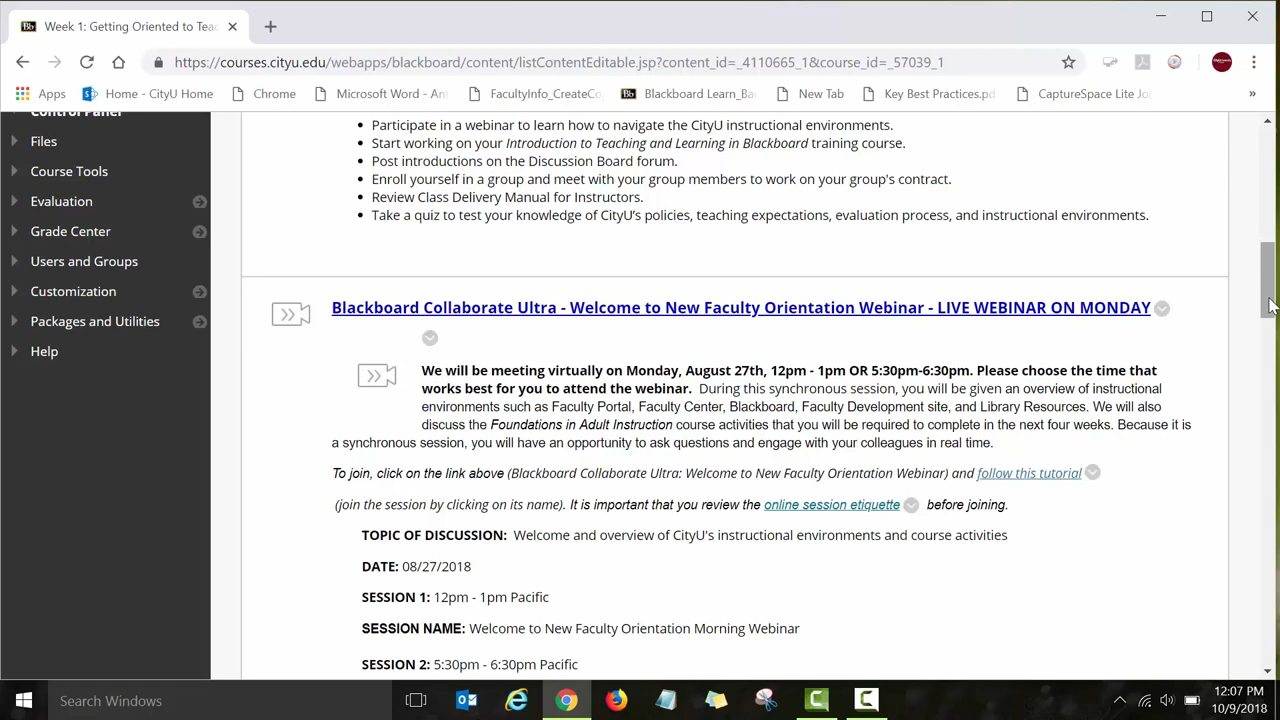 Week 1: Getting Oriented to Tea
https://courses.cityu.edu/webapps/blackboard/content/listContentEditable.jsp?content_id=_4110665_1&course_id=_57039_1
Apps
Home - CityU Home
Chrome
Microsoft Word - Ant
FacultyInfo_CreateCo
Blackboard Learn_Ba
New Tab
Key Best Practices.pd
CaptureSpace Lite Jo
»
Control Panel
Files
Course Tools
Evaluation
Grade Center
Users and Groups
Customization
Packages and Utilities
Help
• Participate in a webinar to learn how to navigate the CityU instructional environments.
• Start working on your Introduction to Teaching and Learning in Blackboard training course.
• Post introductions on the Discussion Board forum.
• Enroll yourself in a group and meet with your group members to work on your group's contract.
• Review Class Delivery Manual for Instructors.
• Take a quiz to test your knowledge of CityU's policies, teaching expectations, evaluation process, and instructional environments.
Blackboard Collaborate Ultra - Welcome to New Faculty Orientation Webinar - LIVE WEBINAR ON MONDAY
We will be meeting virtually on Monday, August 27th, 12pm - 1pm OR 5:30pm-6:30pm. Please choose the time that
works best for you to attend the webinar. During this synchronous session, you will be given an overview of instructional
environments such as Faculty Portal, Faculty Center, Blackboard, Faculty Development site, and Library Resources. We will also
discuss the Foundations in Adult Instruction course activities that you will be required to complete in the next four weeks. Because it is
a synchronous session, you will have an opportunity to ask questions and engage with your colleagues in real time.
To join, click on the link above (Blackboard Collaborate Ultra: Welcome to New Faculty Orientation Webinar) and follow this tutorial
(join the session by clicking on its name). It is important that you review the online session etiquette before joining.
TOPIC OF DISCUSSION: Welcome and overview of CityU's instructional environments and course activities
DATE: 08/27/2018
SESSION 1: 12pm - 1pm Pacific
SESSION NAME: Welcome to New Faculty Orientation Morning Webinar
SESSION 2: 5:30pm - 6:30pm Pacific
Search Windows
12:07 PM
10/9/2018